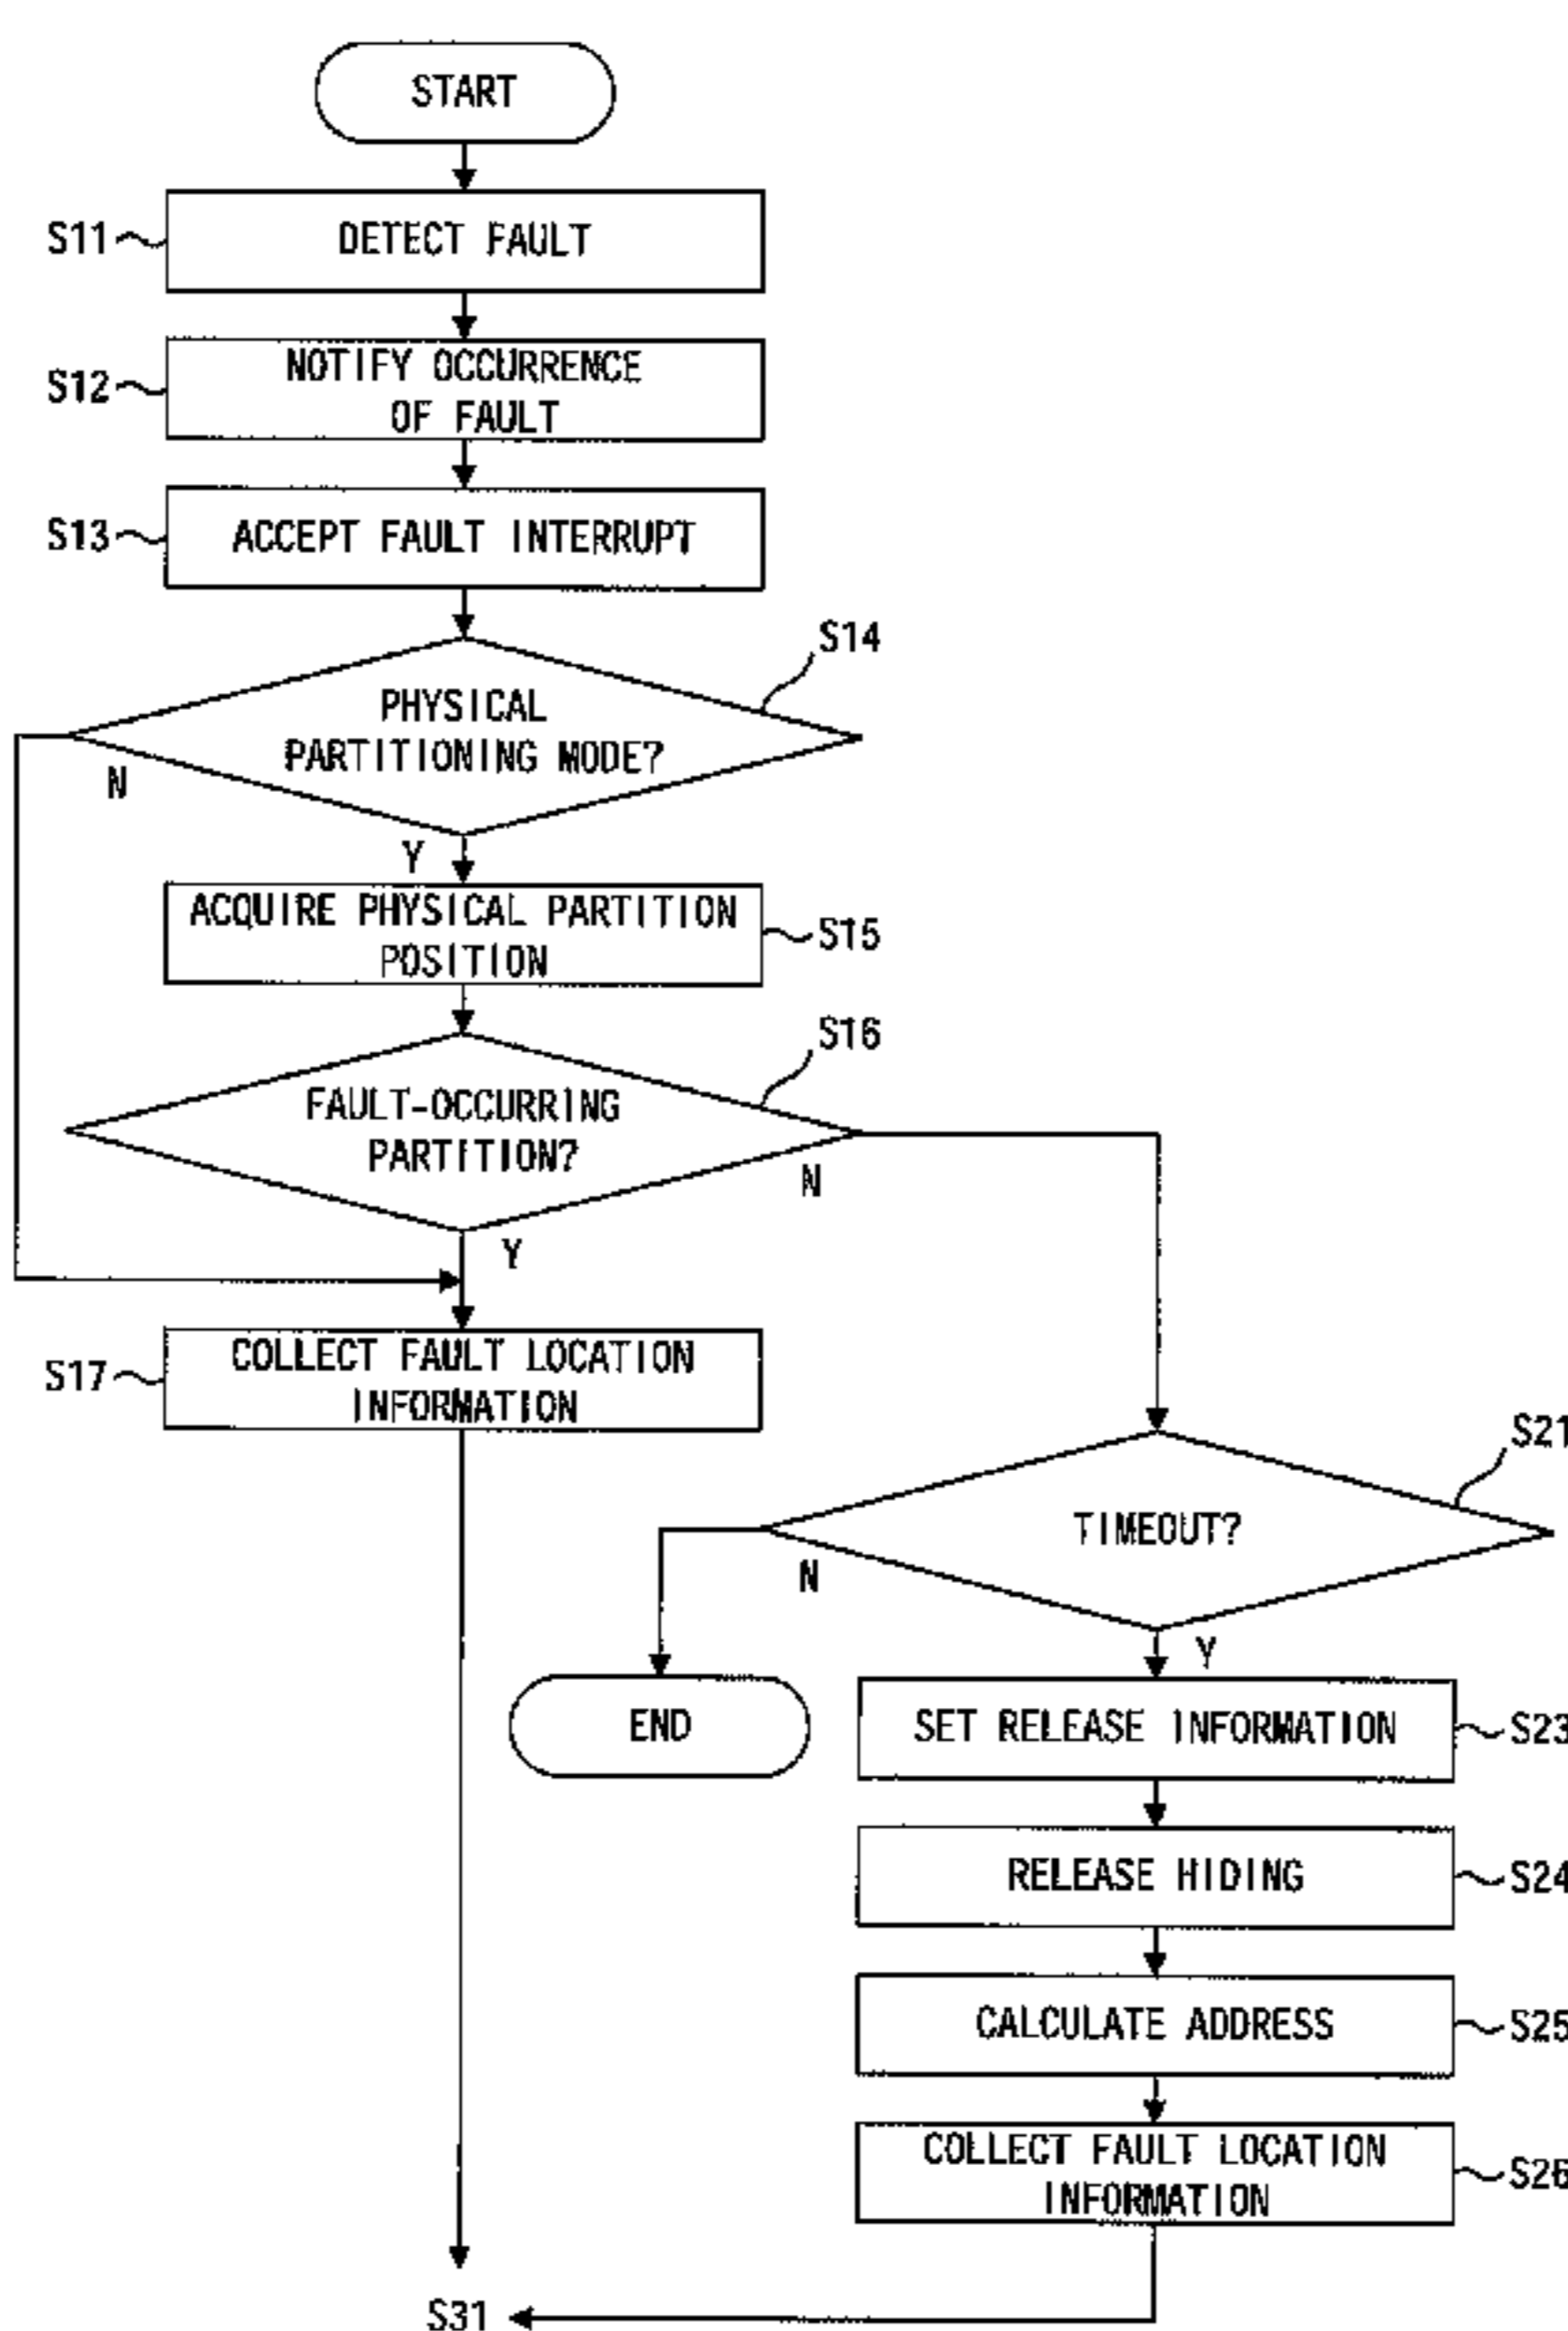 START
S11
DETECT FAULT
S12
NOTIFY OCCURRENCE
OF FAULT
S13
ACCEPT FAULT INTERRUPT
S14
PHYSICAL
PARTITIONING MODE?
N
Y
ACQUIRE PHYSICAL PARTITION
POSITION
S15
S16
FAULT-OCCURRING
PARTITION?
N
Y
S17
COLLECT FAULT LOCATION
INFORMATION
S21
TIMEOUT?
N
Y
END
SET RELEASE INFORMATION
S23
RELEASE HIDING
S24
CALCULATE ADDRESS
S25
COLLECT FAULT LOCATION
INFORMATION
S26
S31